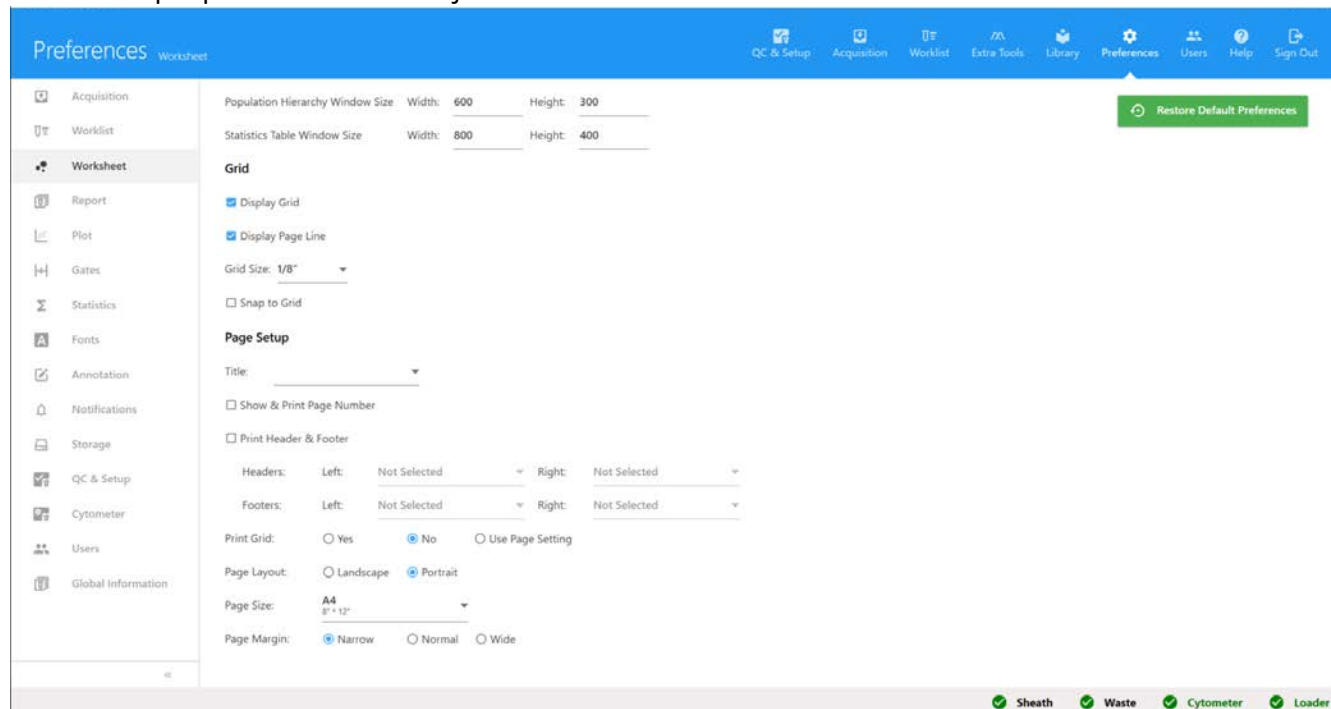 Preferences Worksheet
QC & Setup Acquisition Worklist Extra Tools Library Preferences Users Help Sign Out
Acquisition
Worklist
Worksheet
Report
Plot
Gates
Statistics
Fonts
Annotation
Notifications
Storage
QC & Setup
Cytometer
Users
Global Information
«
Restore Default Preferences
Population Hierarchy Window Size Width: 600 Height: 300
Statistics Table Window Size Width: 800 Height: 400
Grid
Display Grid
Display Page Line
Grid Size: 1/8"
Snap to Grid
Page Setup
Title:
Show & Print Page Number
Print Header & Footer
Headers: Left: Not Selected Right: Not Selected
Footers: Left: Not Selected Right: Not Selected
Print Grid: Yes No Use Page Setting
Page Layout: Landscape Portrait
Page Size: A4
8" * 12"
Page Margin: Narrow Normal Wide
Sheath Waste Cytometer Loader